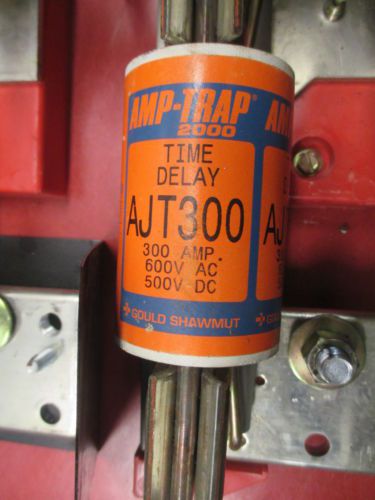 AMP-TRAP®
2000
TIME
DELAY
AJT300
300 AMP.
600V AC
500V DC
GOULD SHAWMUT